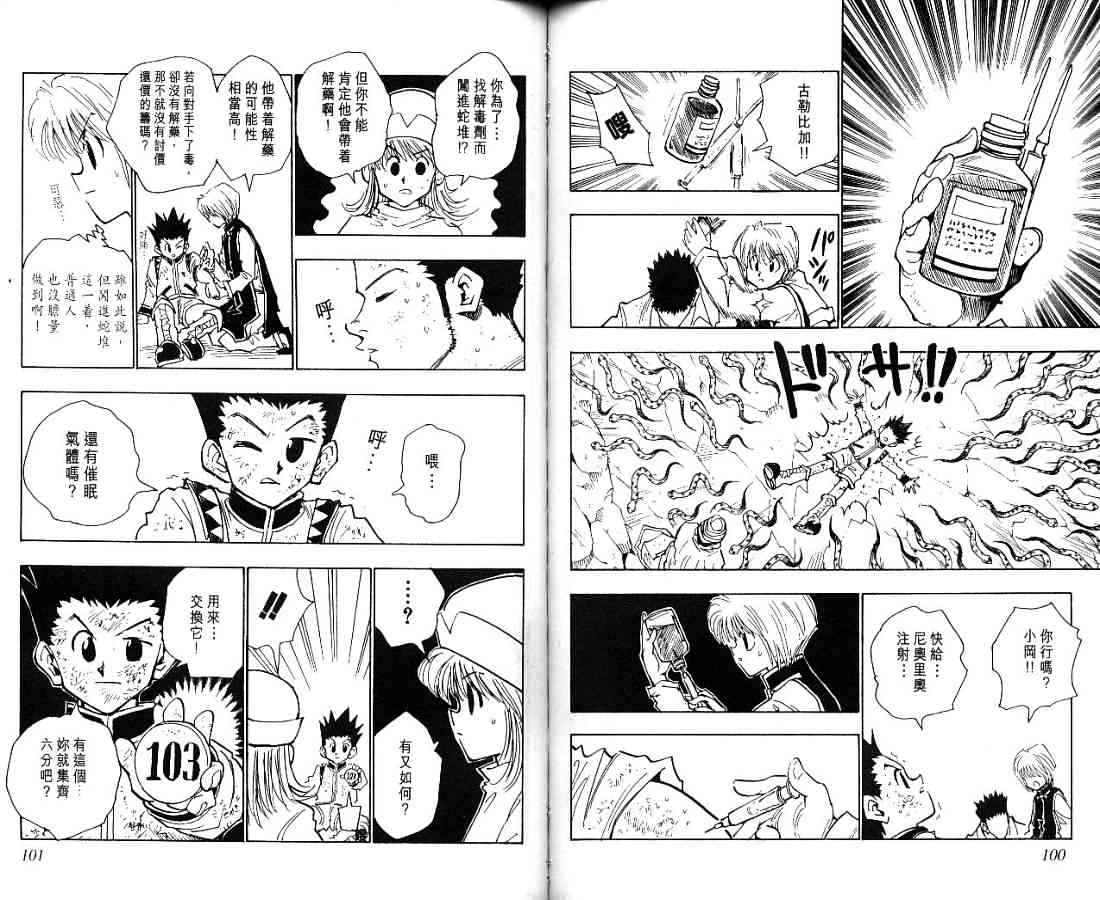 古勒比加!!
嗖
パ
ドサ!!
你行嗎?
小岡!!
快給…
尼奧里奧
注射…
100
你為了…
找解毒劑而
闖進蛇堆!?
但你不能
肯定他會帶着
解藥啊!
他帶着解藥
的可能性
相當高!
若向對手下了毒,
卻沒有解藥,
那不就沒有討價
還價的籌碼?
可惡…
呼…
雖如此說,
但闖進蛇堆
這一着,
普通人
也沒膽量
做到啊!
喂…
呼…
還有催眠
氣體嗎?
…?
有又如何?
!!
用來…
交換它!
103
有這個…
妳就集齊
六分吧?
101